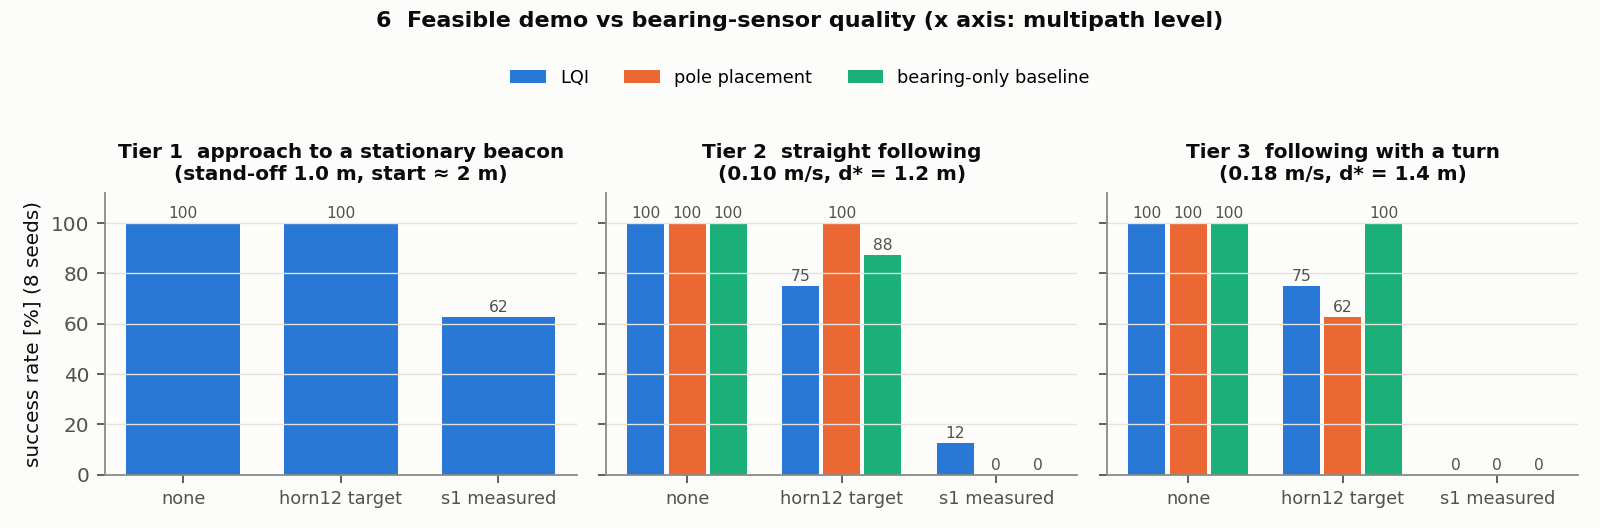 6  Feasible demo vs bearing-sensor quality (x axis: multipath level)
LQI
pole placement
bearing-only baseline
Tier 1  approach to a stationary beacon
(stand-off 1.0 m, start ≈ 2 m)
success rate [%] (8 seeds)
100
80
60
40
20
0
100
100
62
none
horn12 target
s1 measured
Tier 2  straight following
(0.10 m/s, d* = 1.2 m)
100
100
100
75
100
88
12
0
0
none
horn12 target
s1 measured
Tier 3  following with a turn
(0.18 m/s, d* = 1.4 m)
100
100
100
75
62
100
0
0
0
none
horn12 target
s1 measured